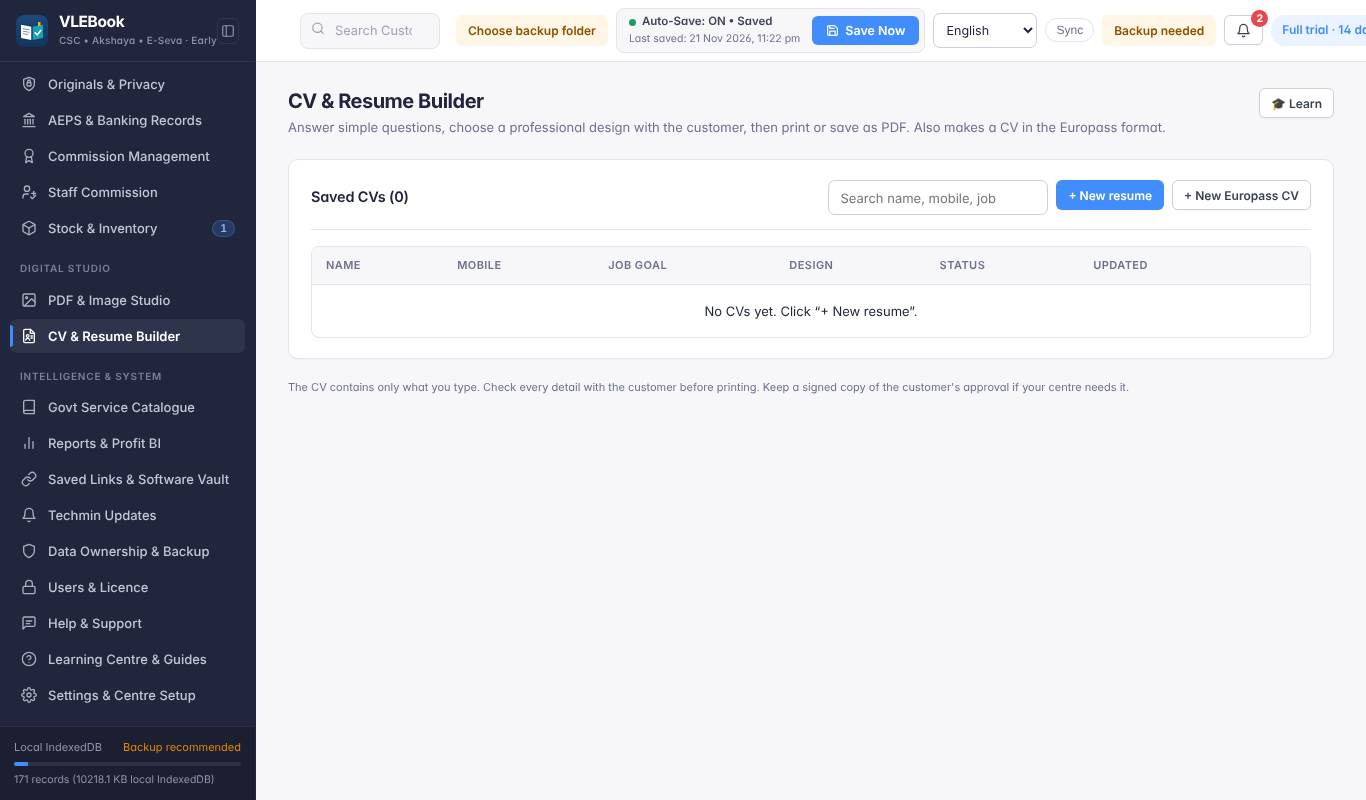 VLEBook
CSC • Akshaya • E-Seva · Early
Originals & Privacy
AEPS & Banking Records
Commission Management
Staff Commission
Stock & Inventory 1
DIGITAL STUDIO
PDF & Image Studio
CV & Resume Builder
INTELLIGENCE & SYSTEM
Govt Service Catalogue
Reports & Profit BI
Saved Links & Software Vault
Techmin Updates
Data Ownership & Backup
Users & Licence
Help & Support
Learning Centre & Guides
Settings & Centre Setup
Local IndexedDB Backup recommended
171 records (10218.1 KB local IndexedDB)
Search Custo
Choose backup folder
Auto-Save: ON • Saved
Last saved: 21 Nov 2026, 11:22 pm
Save Now
English
Sync
Backup needed
2
Full trial · 14
CV & Resume Builder
Learn
Answer simple questions, choose a professional design with the customer, then print or save as PDF. Also makes a CV in the Europass format.
Saved CVs (0)
Search name, mobile, job
+ New resume
+ New Europass CV
NAME MOBILE JOB GOAL DESIGN STATUS UPDATED
No CVs yet. Click “+ New resume”.
The CV contains only what you type. Check every detail with the customer before printing. Keep a signed copy of the customer's approval if your centre needs it.